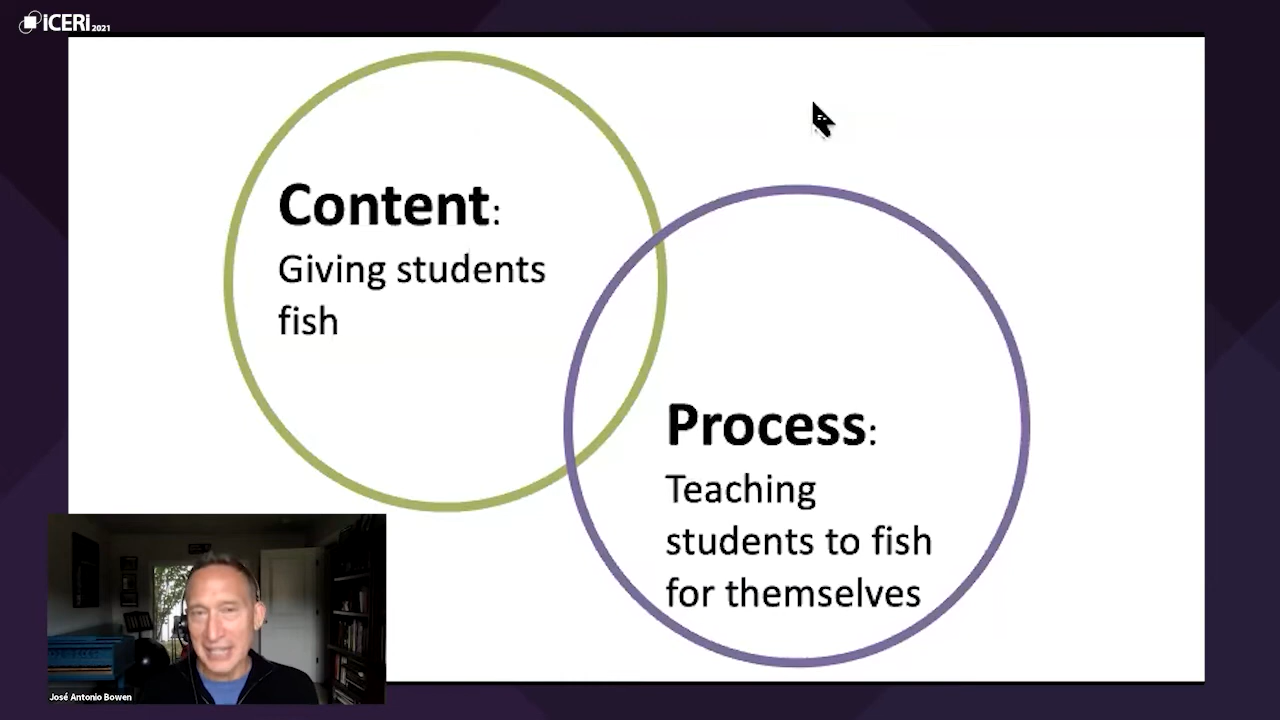 iCERi2021
Content:
Giving students
fish
Process:
Teaching
students to fish
for themselves
José Antonio Bowen